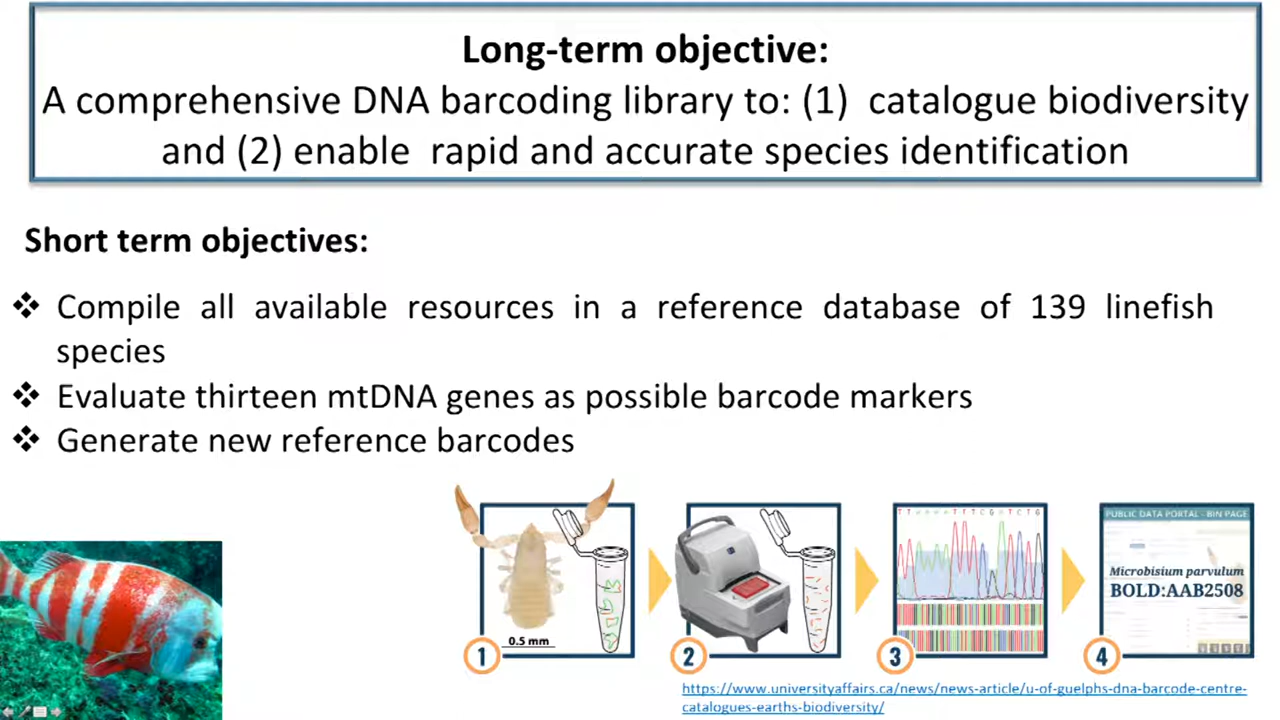 Long-term objective:
A comprehensive DNA barcoding library to: (1) catalogue biodiversity
and (2) enable rapid and accurate species identification
Short term objectives:
❖ Compile all available resources in a reference database of 139 linefish
species
❖ Evaluate thirteen mtDNA genes as possible barcode markers
❖ Generate new reference barcodes
0.5 mm
1
2
3
4
PUBLIC DATA PORTAL - BIN PAGE
Microbisium parvulum
BOLD:AAB2508
https://www.universityaffairs.ca/news/news-article/u-of-guelphs-dna-barcode-centre-
catalogues-earths-biodiversity/